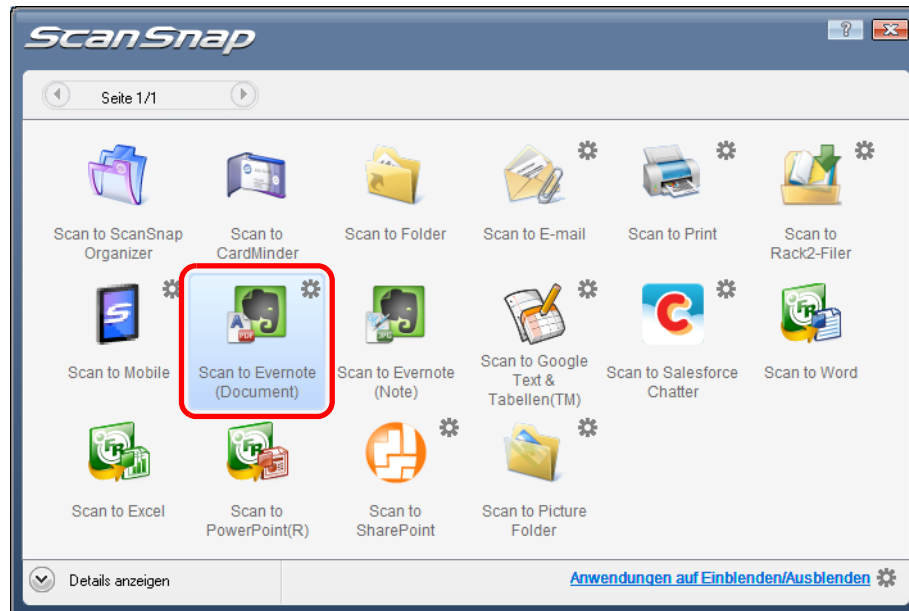 ScanSnap
Seite 1/1
Scan to ScanSnap
Organizer
Scan to
CardMinder
Scan to Folder
Scan to E-mail
Scan to Print
Scan to
Rack2-Filer
Scan to Mobile
Scan to Evernote
(Document)
Scan to Evernote
(Note)
Scan to Google
Text &
Tabellen(TM)
Scan to Salesforce
Chatter
Scan to Word
Scan to Excel
Scan to
PowerPoint(R)
Scan to
SharePoint
Scan to Picture
Folder
Details anzeigen
Anwendungen auf Einblenden/Ausblenden